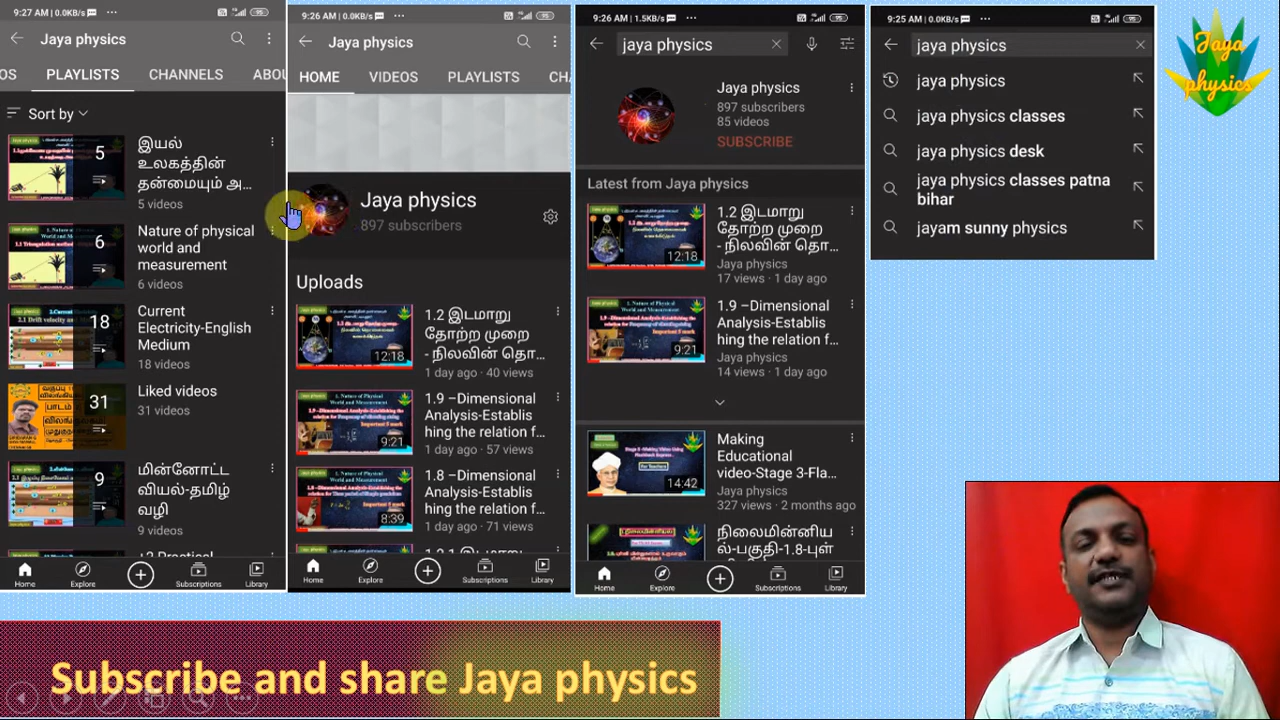 9:27 AM | 0.0KB/s
Jaya physics
PLAYLISTS
CHANNELS
Sort by
5
இயல்
உலகத்தின்
தன்மையும் அ...
5 videos
6
Nature of physical
world and
measurement
6 videos
18
Current
Electricity-English
Medium
18 videos
31
Liked videos
31 videos
9
மின்னோட்ட
வியல்-தமிழ்
வழி
9 videos
+2 Practical
Home
Explore
Subscriptions
Library
9:26 AM | 0.0KB/s
Jaya physics
HOME
VIDEOS
PLAYLISTS
Jaya physics
897 subscribers
Uploads
12:18
1.2 இடமாறு
தோற்ற முறை
- நிலவின் தொ...
1 day ago · 40 views
9:21
1.9 –Dimensional
Analysis-Establis
hing the relation f...
1 day ago · 57 views
8:39
1.8 –Dimensional
Analysis-Establis
hing the relation f...
1 day ago · 71 views
Home
Explore
Subscriptions
Library
9:26 AM | 1.5KB/s
jaya physics
Jaya physics
897 subscribers
85 videos
SUBSCRIBE
Latest from Jaya physics
12:18
1.2 இடமாறு
தோற்ற முறை
- நிலவின் தொ...
Jaya physics
17 views · 1 day ago
9:21
1.9 –Dimensional
Analysis-Establis
hing the relation f...
Jaya physics
14 views · 1 day ago
14:42
Making
Educational
video-Stage 3-Fla...
Jaya physics
327 views · 2 months ago
நிலைமின்னிய
ல்-பகுதி-1.8-புள்
Home
Explore
Subscriptions
Library
9:25 AM | 0.0KB/s
jaya physics
jaya physics
jaya physics classes
jaya physics desk
jaya physics classes patna
bihar
jayam sunny physics
Jaya
physics
Subscribe and share Jaya physics